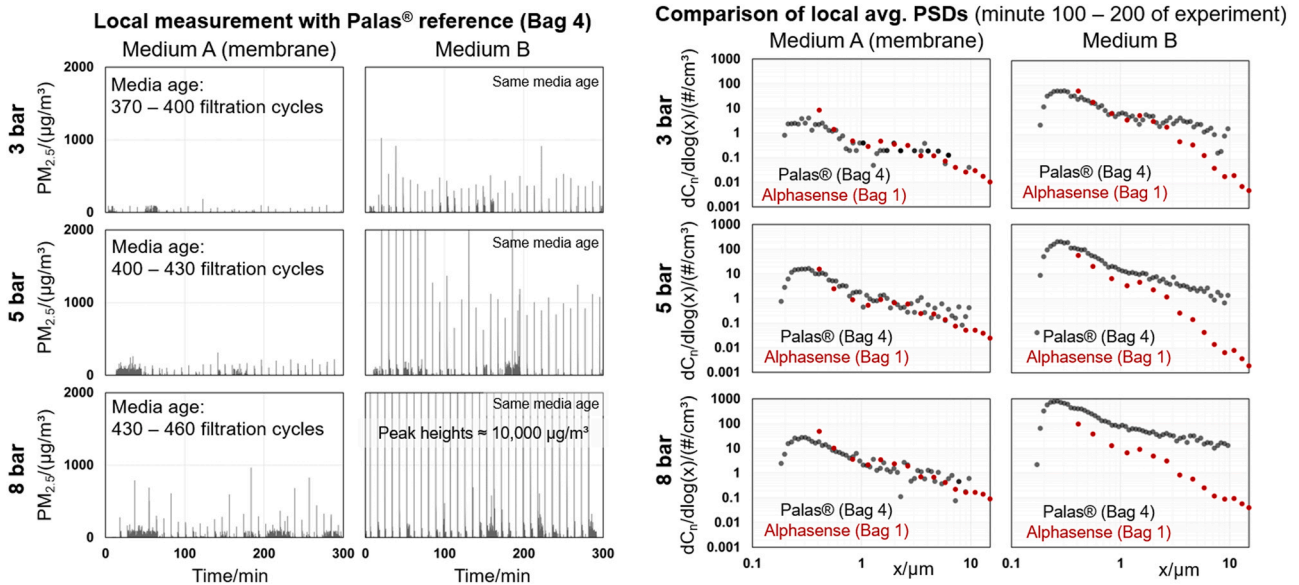 Local measurement with Palas® reference (Bag 4)
Medium A (membrane)
Medium B
3 bar
PM2.5/(µg/m³)
2000
1000
0
Media age:
370 – 400 filtration cycles
Same media age
0
100
200
300
5 bar
PM2.5/(µg/m³)
2000
1000
0
Media age:
400 – 430 filtration cycles
Same media age
8 bar
PM2.5/(µg/m³)
2000
1000
0
Media age:
430 – 460 filtration cycles
Same media age
Peak heights ≈ 10,000 µg/m³
0
100
200
300
0
100
200
300
Time/min
Time/min
Comparison of local avg. PSDs (minute 100 – 200 of experiment)
Medium A (membrane)
Medium B
3 bar
dCn/dlog(x)/(#/cm³)
1000
100
10
1
0.1
0.01
0.001
Palas® (Bag 4)
Alphasense (Bag 1)
Palas® (Bag 4)
Alphasense (Bag 1)
5 bar
dCn/dlog(x)/(#/cm³)
1000
100
10
1
0.1
0.01
0.001
Palas® (Bag 4)
Alphasense (Bag 1)
Palas® (Bag 4)
Alphasense (Bag 1)
8 bar
dCn/dlog(x)/(#/cm³)
1000
100
10
1
0.1
0.01
0.001
Palas® (Bag 4)
Alphasense (Bag 1)
Palas® (Bag 4)
Alphasense (Bag 1)
0.1
1
10
0.1
1
10
x/µm
x/µm